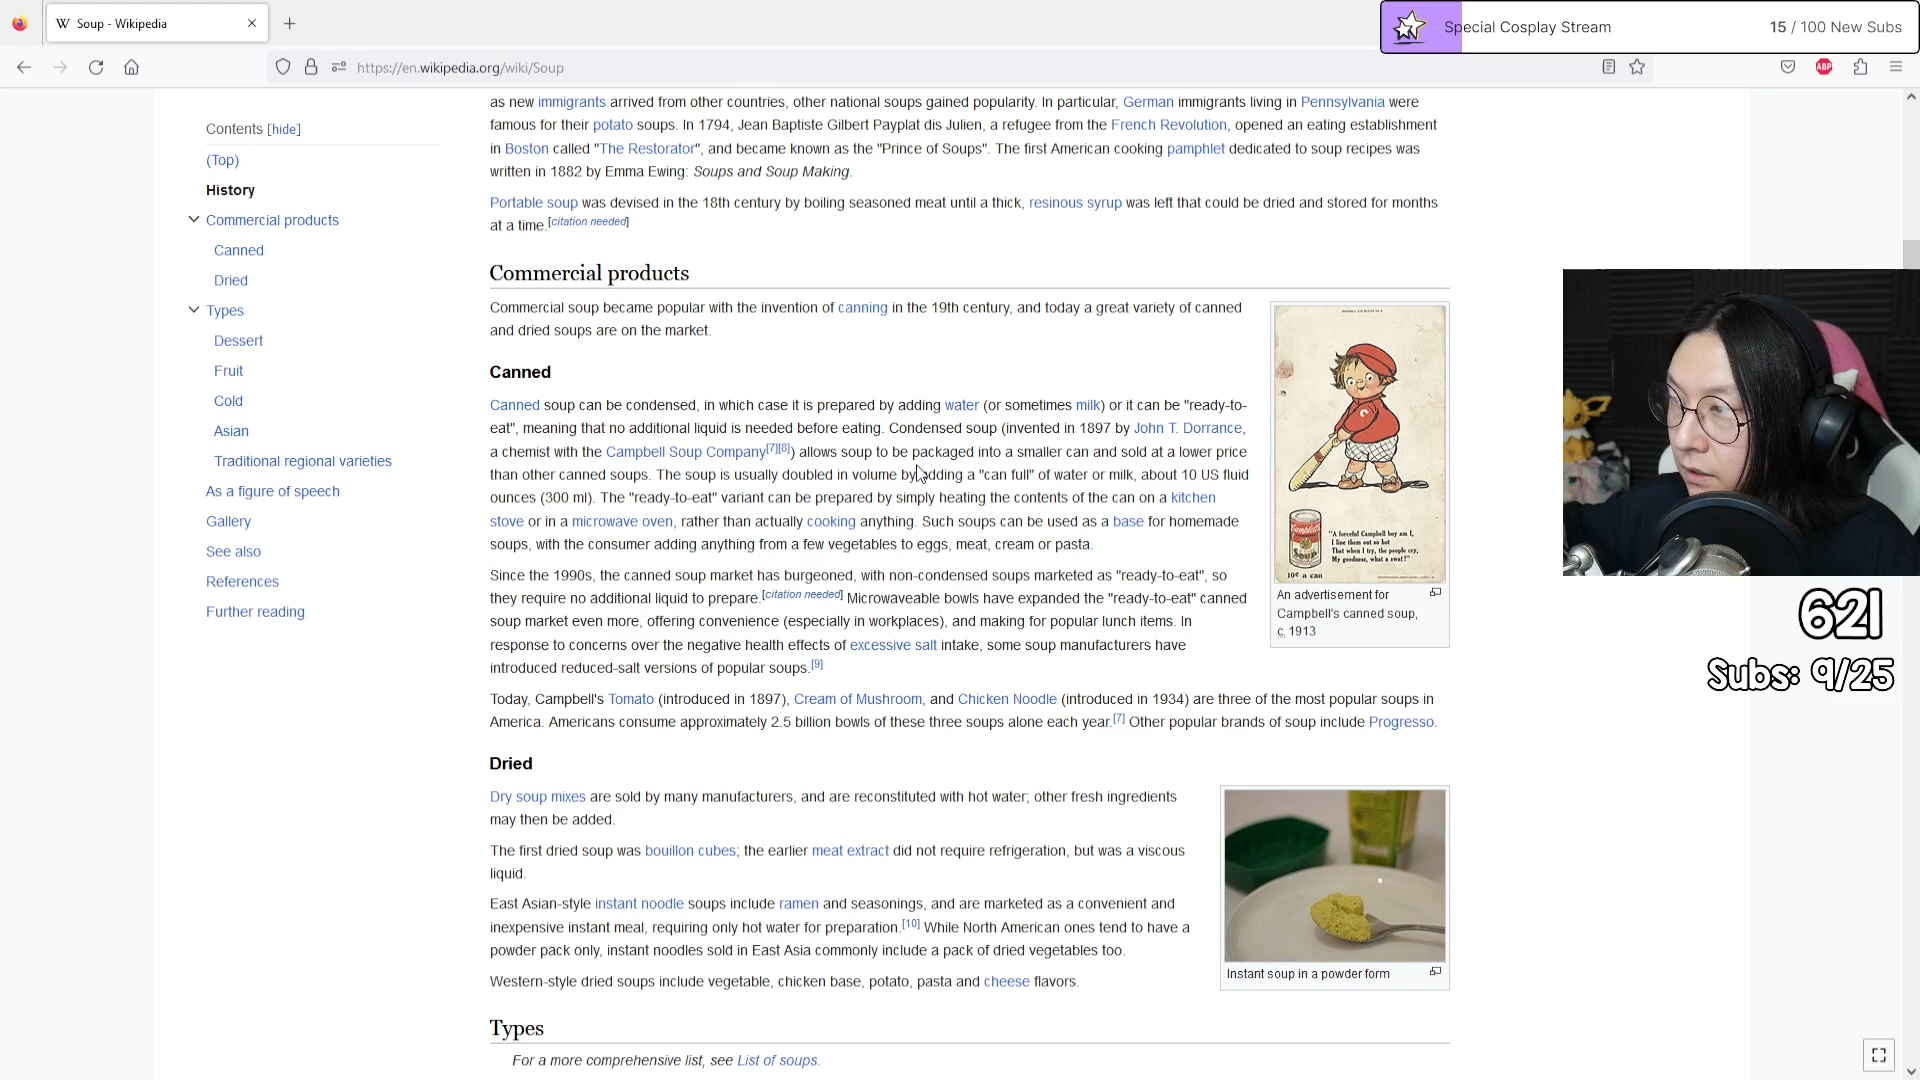 Soup - Wikipedia
Special Cosplay Stream
15 / 100 New Subs
https://en.wikipedia.org/wiki/Soup
ABP
Contents [hide]
(Top)
History
Commercial products
Canned
Dried
Types
Dessert
Fruit
Cold
Asian
Traditional regional varieties
As a figure of speech
Gallery
See also
References
Further reading
as new immigrants arrived from other countries, other national soups gained popularity. In particular, German immigrants living in Pennsylvania were
famous for their potato soups. In 1794, Jean Baptiste Gilbert Payplat dis Julien, a refugee from the French Revolution, opened an eating establishment
in Boston called "The Restorator", and became known as the "Prince of Soups". The first American cooking pamphlet dedicated to soup recipes was
written in 1882 by Emma Ewing: Soups and Soup Making.
Portable soup was devised in the 18th century by boiling seasoned meat until a thick, resinous syrup was left that could be dried and stored for months
at a time.[citation needed]
Commercial products
Commercial soup became popular with the invention of canning in the 19th century, and today a great variety of canned
and dried soups are on the market.
Canned
Canned soup can be condensed, in which case it is prepared by adding water (or sometimes milk) or it can be "ready-to-
eat", meaning that no additional liquid is needed before eating. Condensed soup (invented in 1897 by John T. Dorrance,
a chemist with the Campbell Soup Company[7][8]) allows soup to be packaged into a smaller can and sold at a lower price
than other canned soups. The soup is usually doubled in volume by adding a "can full" of water or milk, about 10 US fluid
ounces (300 ml). The "ready-to-eat" variant can be prepared by simply heating the contents of the can on a kitchen
stove or in a microwave oven, rather than actually cooking anything. Such soups can be used as a base for homemade
soups, with the consumer adding anything from a few vegetables to eggs, meat, cream or pasta.
Since the 1990s, the canned soup market has burgeoned, with non-condensed soups marketed as "ready-to-eat", so
they require no additional liquid to prepare.[citation needed] Microwaveable bowls have expanded the "ready-to-eat" canned
soup market even more, offering convenience (especially in workplaces), and making for popular lunch items. In
response to concerns over the negative health effects of excessive salt intake, some soup manufacturers have
introduced reduced-salt versions of popular soups.[9]
Today, Campbell's Tomato (introduced in 1897), Cream of Mushroom, and Chicken Noodle (introduced in 1934) are three of the most popular soups in
America. Americans consume approximately 2.5 billion bowls of these three soups alone each year.[7] Other popular brands of soup include Progresso.
Campbell's
Soup
"A forceful Campbell boy am I,
I line them out so hot
That when I try, the people cry,
My goodness, what a swat!"
10¢ a can
An advertisement for
Campbell's canned soup,
c. 1913
Dried
Dry soup mixes are sold by many manufacturers, and are reconstituted with hot water; other fresh ingredients
may then be added.
The first dried soup was bouillon cubes; the earlier meat extract did not require refrigeration, but was a viscous
liquid.
East Asian-style instant noodle soups include ramen and seasonings, and are marketed as a convenient and
inexpensive instant meal, requiring only hot water for preparation.[10] While North American ones tend to have a
powder pack only, instant noodles sold in East Asia commonly include a pack of dried vegetables too.
Western-style dried soups include vegetable, chicken base, potato, pasta and cheese flavors.
Instant soup in a powder form
Types
For a more comprehensive list, see List of soups.
621
Subs: 9/25